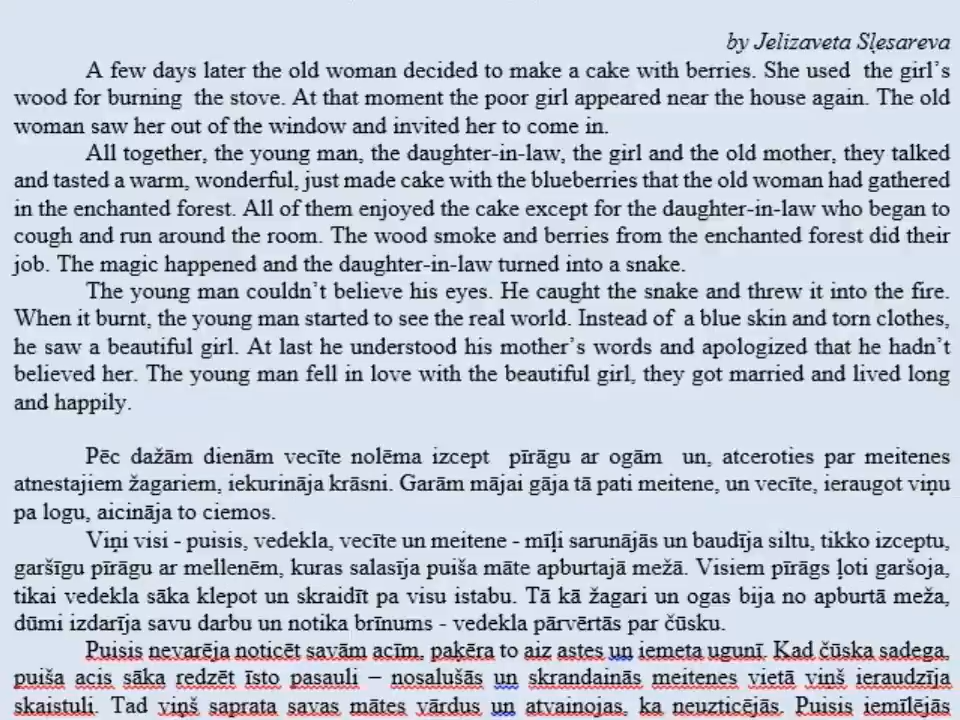 by Jelizaveta Sļesareva
A few days later the old woman decided to make a cake with berries. She used  the girl's
wood for burning  the stove. At that moment the poor girl appeared near the house again. The old
woman saw her out of the window and invited her to come in.
All together, the young man, the daughter-in-law, the girl and the old mother, they talked
and tasted a warm, wonderful, just made cake with the blueberries that the old woman had gathered
in the enchanted forest. All of them enjoyed the cake except for the daughter-in-law who began to
cough and run around the room. The wood smoke and berries from the enchanted forest did their
job. The magic happened and the daughter-in-law turned into a snake.
The young man couldn't believe his eyes. He caught the snake and threw it into the fire.
When it burnt, the young man started to see the real world. Instead of a blue skin and torn clothes,
he saw a beautiful girl. At last he understood his mother's words and apologized that he hadn't
believed her. The young man fell in love with the beautiful girl, they got married and lived long
and happily.
Pēc dažām dienām vecīte nolēma izcept  pīrāgu ar ogām  un, atceroties par meitenes
atnestajiem žagariem, iekurināja krāsni. Garām mājai gāja tā pati meitene, un vecīte, ieraugot viņu
pa logu, aicināja to ciemos.
Viņi visi - puisis, vedekla, vecīte un meitene - mīļi sarunājās un baudīja siltu, tikko izceptu,
garšīgu pīrāgu ar mellenēm, kuras salasīja puiša māte apburtajā mežā. Visiem pīrāgs ļoti garšoja,
tikai vedekla sāka klepot un skraidīt pa visu istabu. Tā kā žagari un ogas bija no apburtā meža,
dūmi izdarīja savu darbu un notika brīnums - vedekla pārvērtās par čūsku.
Puisis nevarēja noticēt savām acīm, paķēra to aiz astes un iemeta ugunī. Kad čūska sadega,
puiša acis sāka redzēt īsto pasauli – nosalušās un skrandainās meitenes vietā viņš ieraudzīja
skaistuli. Tad viņš saprata savas mātes vārdus un atvainojas, ka neuzticējās. Puisis iemīlējās